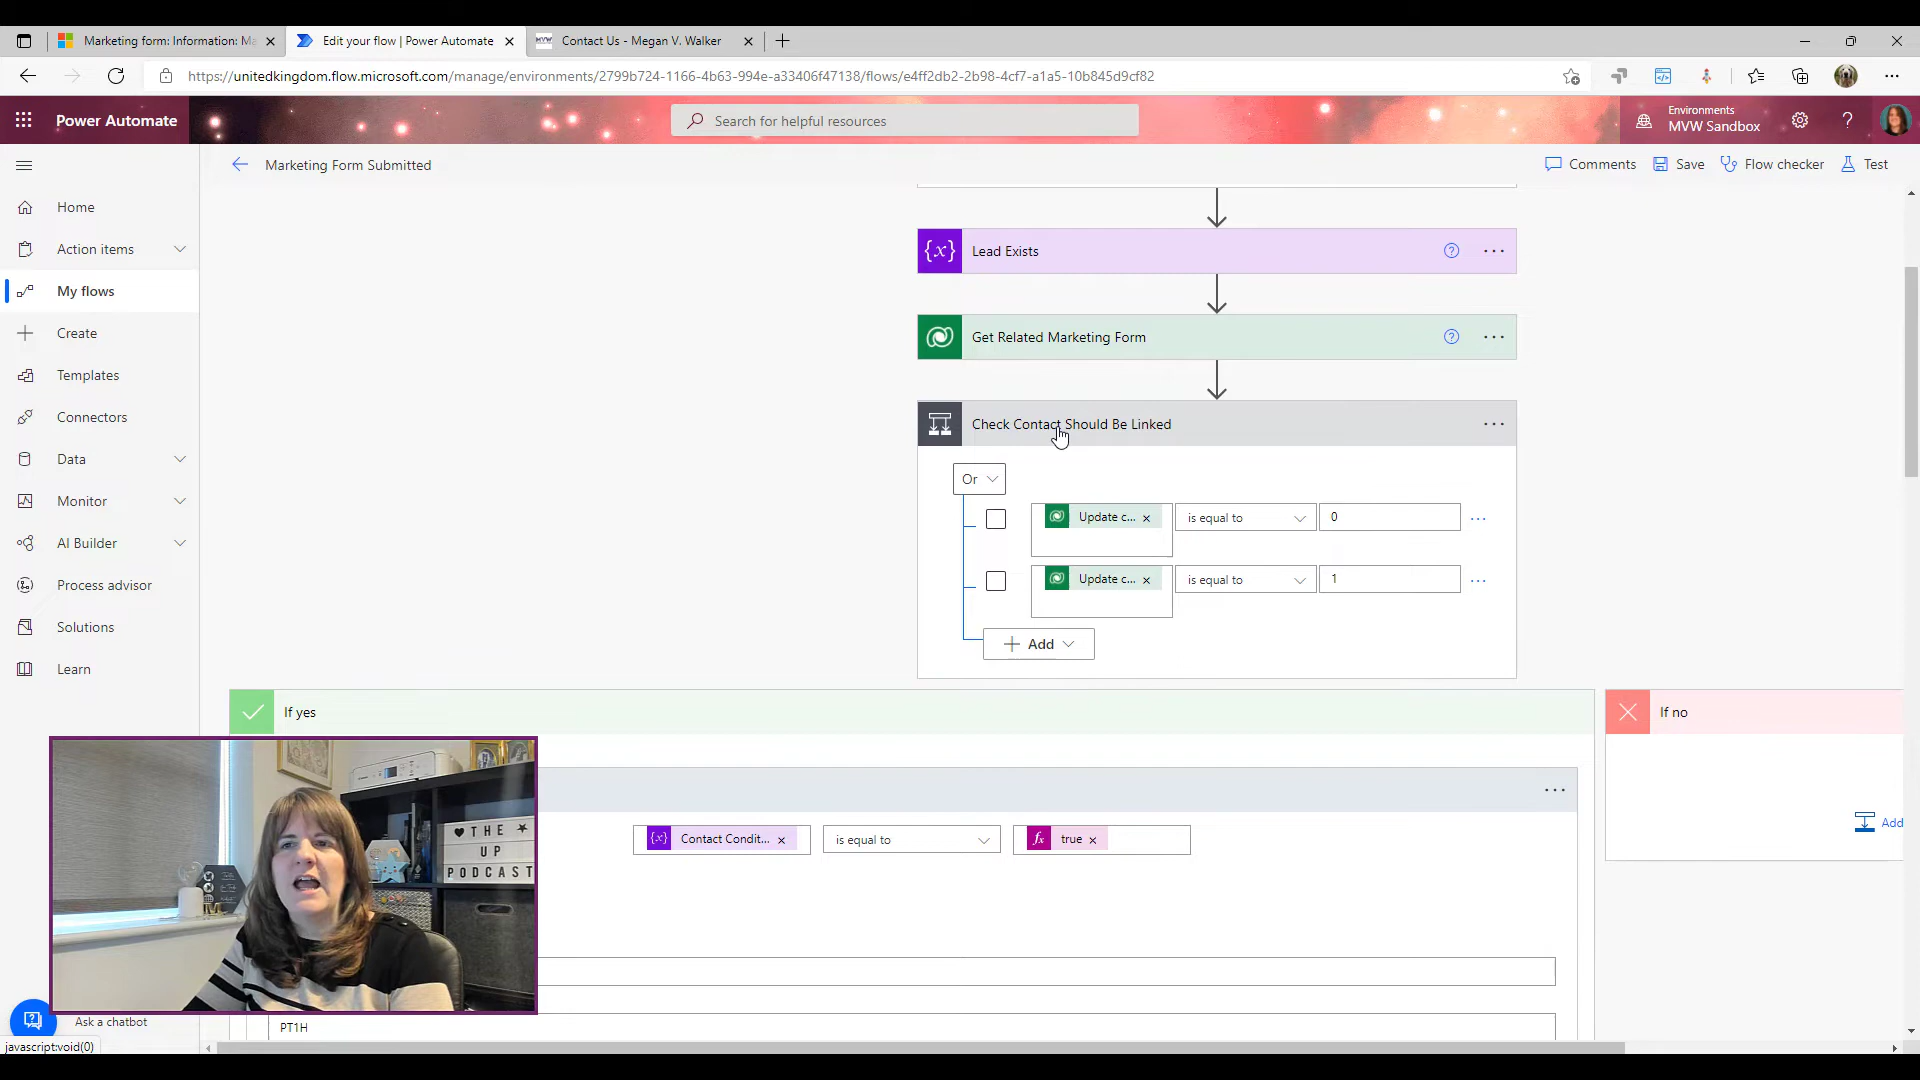 Marketing form: Information: Ma
Edit your flow | Power Automate
MVW
Contact Us - Megan V. Walker
https://unitedkingdom.flow.microsoft.com/manage/environments/2799b724-1166-4b63-994e-a33406f47138/flows/e4ff2db2-2b98-4cf7-a1a5-10b845d9cf82
Power Automate
Search for helpful resources
Environments
MVW Sandbox
Marketing Form Submitted
Comments
Save
Flow checker
Test
Home
Action items
My flows
Create
Templates
Connectors
Data
Monitor
AI Builder
Process advisor
Solutions
Learn
{x} Lead Exists
Get Related Marketing Form
Check Contact Should Be Linked
Or
Update c... × is equal to 0
Update c... × is equal to 1
Add
If yes
If no
{x} Contact Condit... × is equal to fx true ×
Add
PT1H
THE
UP
PODCAST
Ask a chatbot
javascript:void(0)